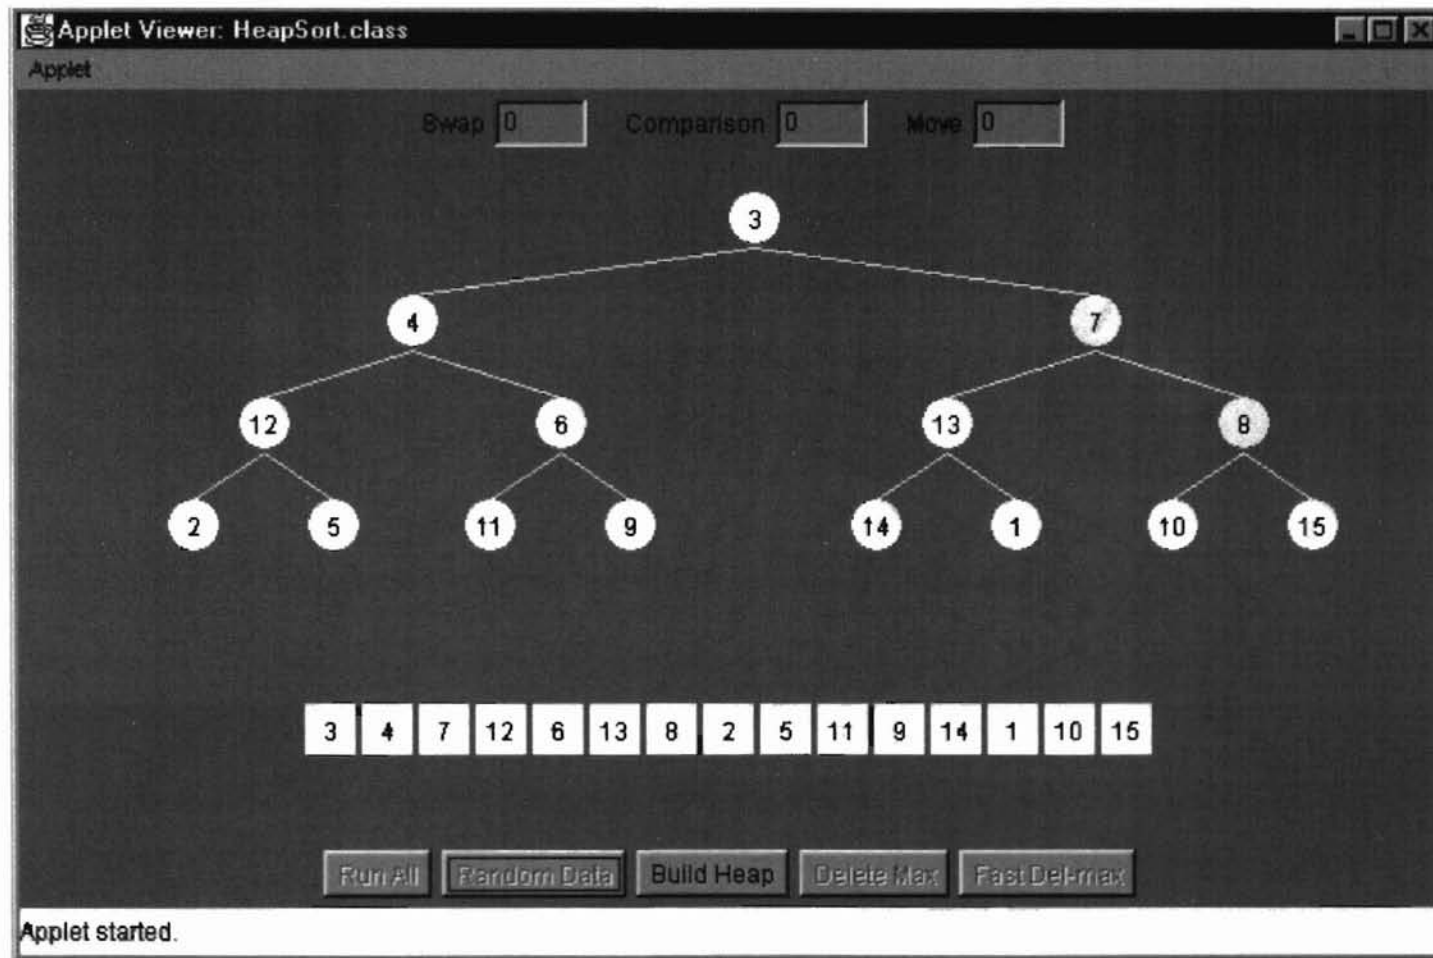 Applet Viewer: HeapSort.class
Applet
Swap 0 Comparison 0 Move 0
3
4 7
12 6 13 8
2 5 11 9 14 1 10 15
3 4 7 12 6 13 8 2 5 11 9 14 1 10 15
Run All Random Data Build Heap Delete Max Fast Del-max
Applet started.